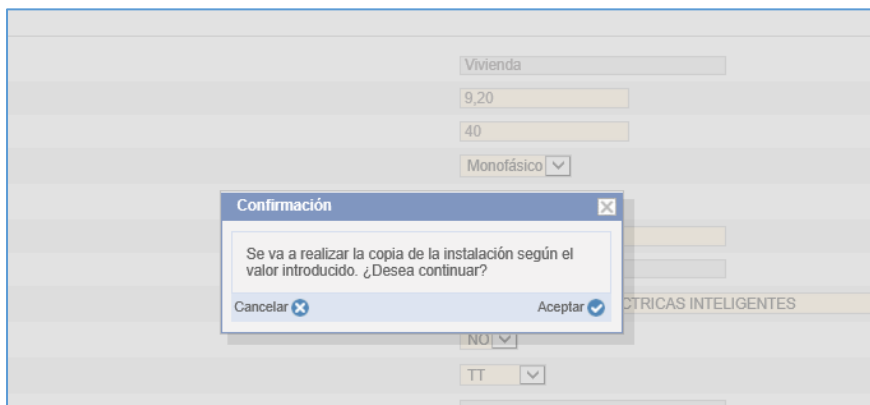 Vivienda
9,20
40
Monofásico
Confirmación
Se va a realizar la copia de la instalación según el
valor introducido. ¿Desea continuar?
Cancelar
Aceptar
CTRICAS INTELIGENTES
NO
TT